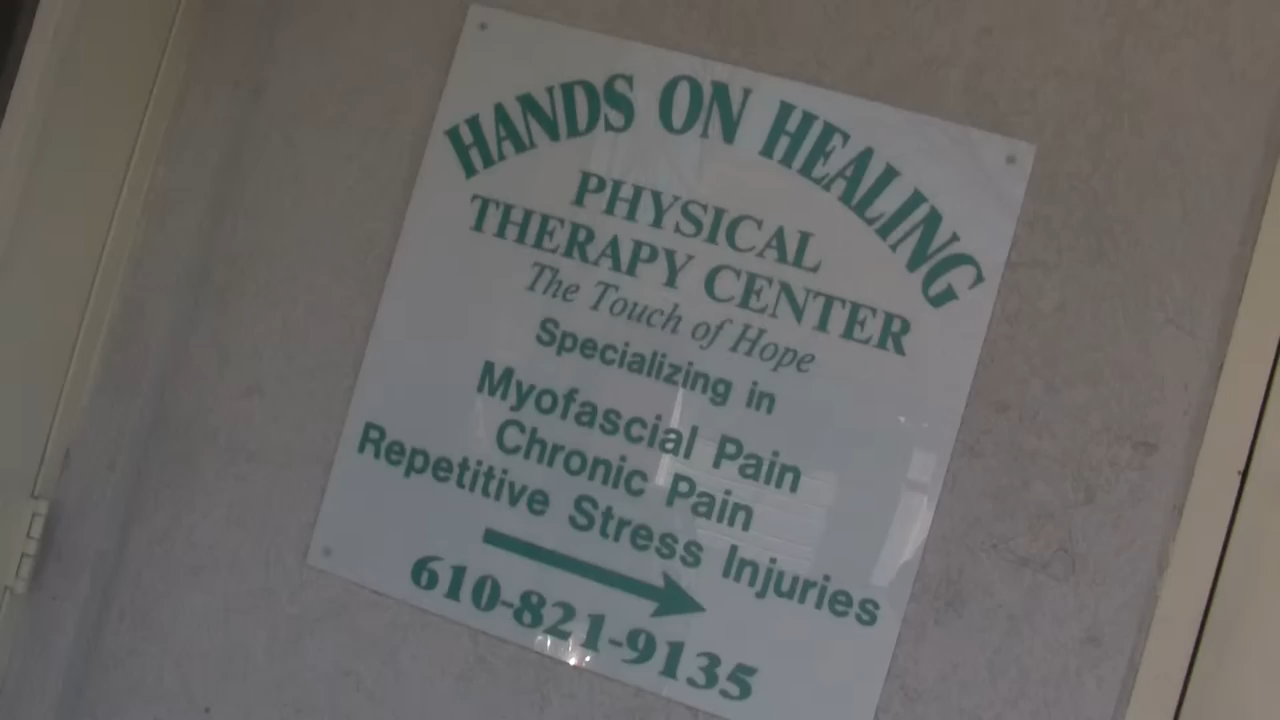 HANDS ON HEALING
PHYSICAL
THERAPY CENTER
The Touch of Hope
Specializing in
Myofascial Pain
Chronic Pain
Repetitive Stress Injuries
610-821-9135